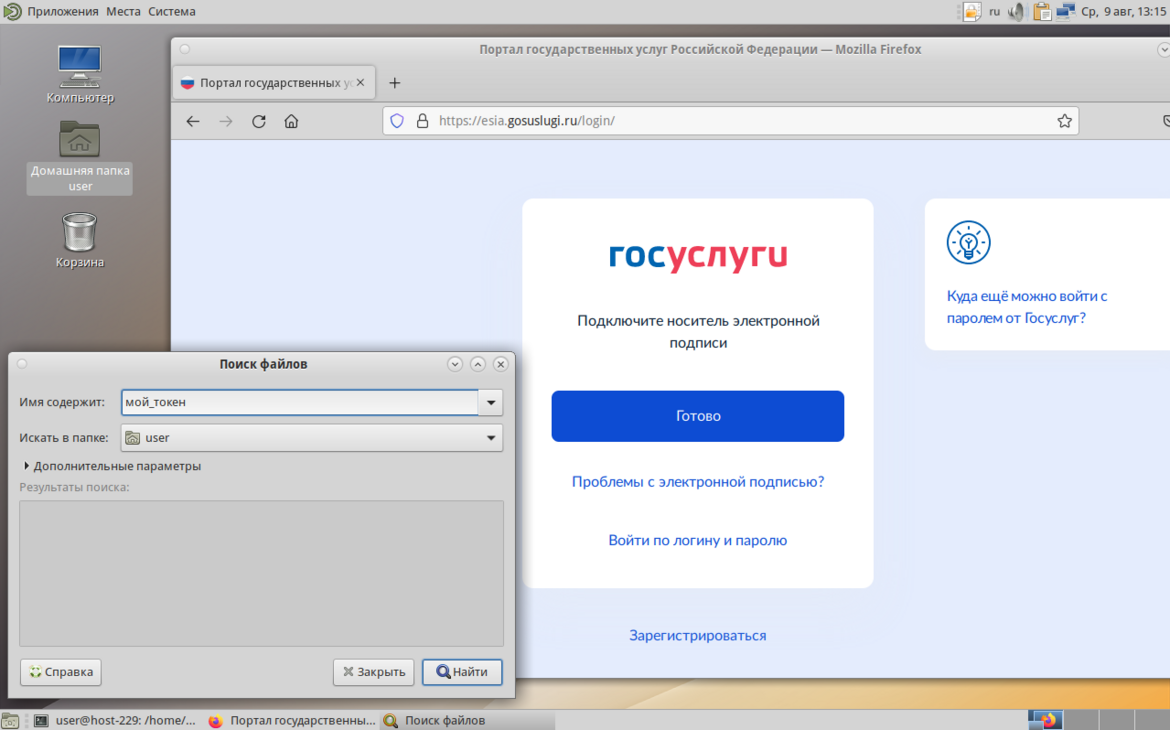 Приложения Места Система
ru
Ср, 9 авг, 13:15
Компьютер
Домашняя папка
user
Корзина
Портал государственных услуг Российской Федерации — Mozilla Firefox
Портал государственных ус
https://esia.gosuslugi.ru/login/
госуслуги
Подключите носитель электронной
подписи
Готово
Проблемы с электронной подписью?
Войти по логину и паролю
Зарегистрироваться
Куда ещё можно войти с
паролем от Госуслуг?
Поиск файлов
Имя содержит: мой_токен
Искать в папке: user
Дополнительные параметры
Результаты поиска:
Справка
Закрыть
Найти
user@host-229: /home/...
Портал государственны...
Поиск файлов